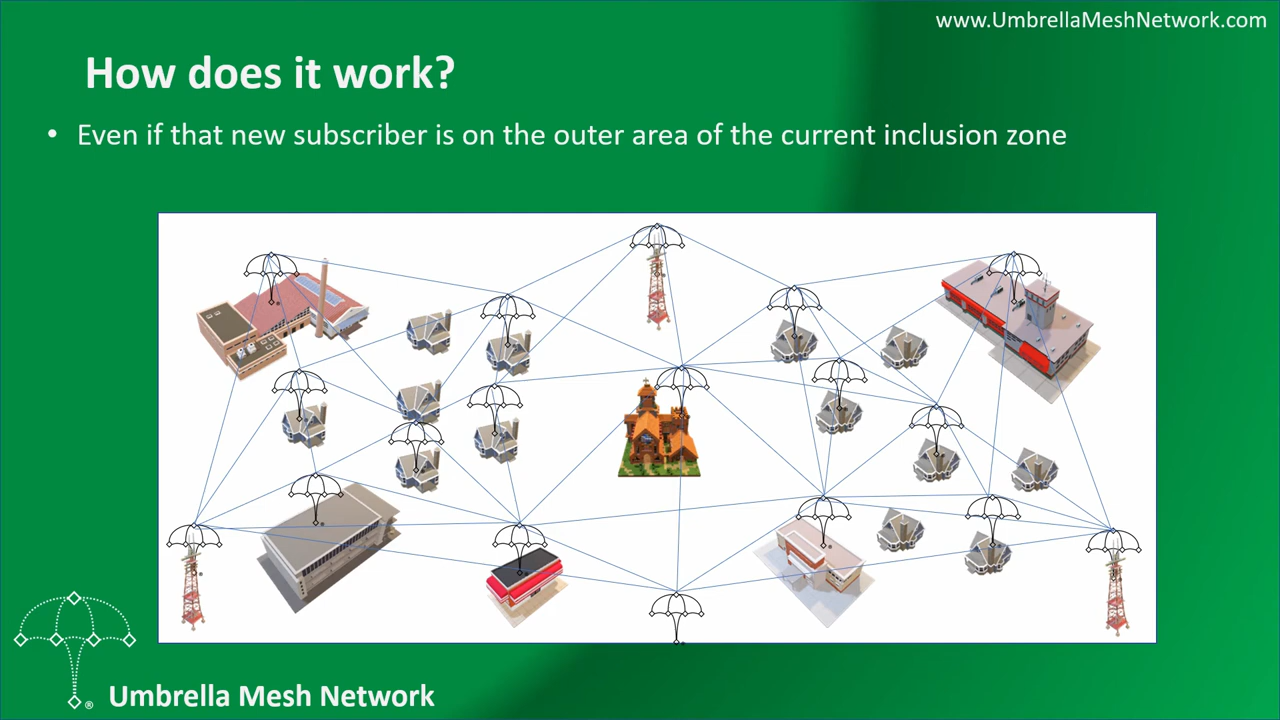 www.UmbrellaMeshNetwork.com
How does it work?
• Even if that new subscriber is on the outer area of the current inclusion zone
® Umbrella Mesh Network